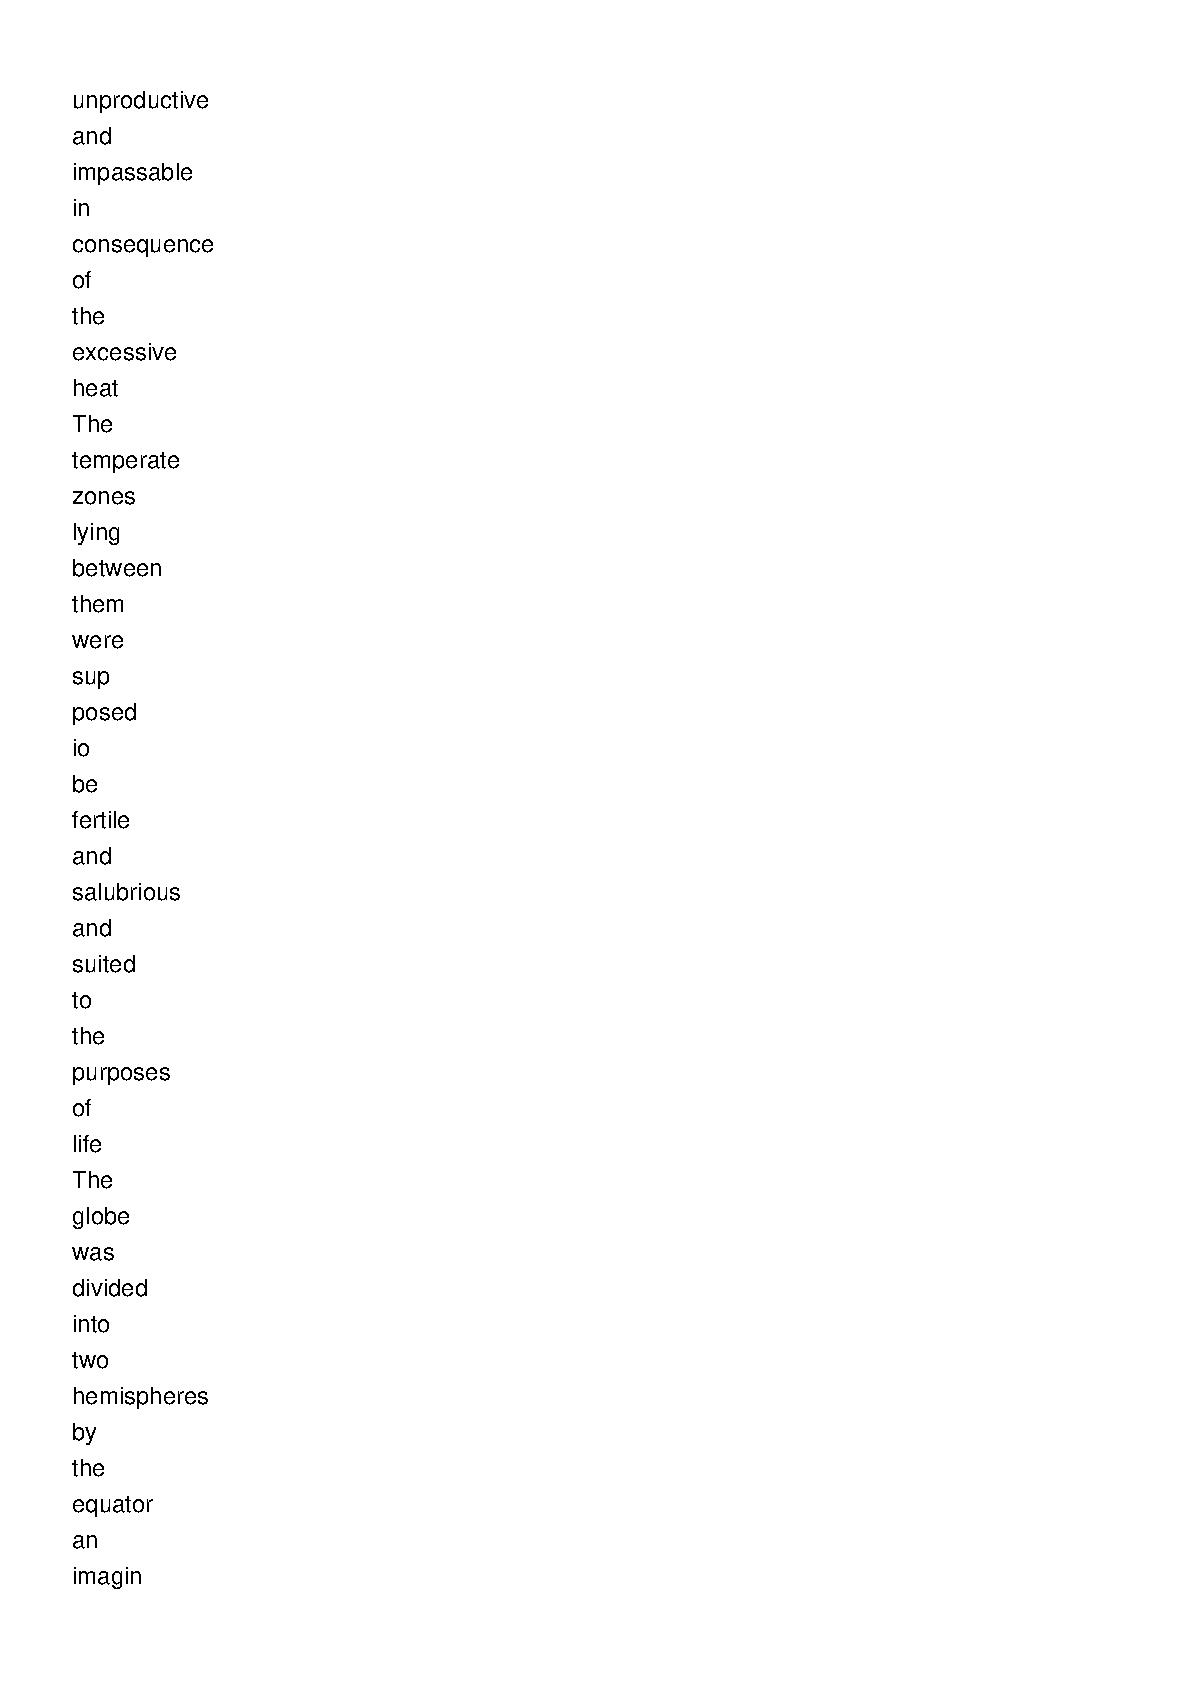 unproductive
and
impassable
in
consequence
of
the
excessive
heat
The
temperate
zones
lying
between
them
were
sup
posed
io
be
fertile
and
salubrious
and
suited
to
the
purposes
of
life
The
globe
was
divided
into
two
hemispheres
by
the
equator
an
imagin